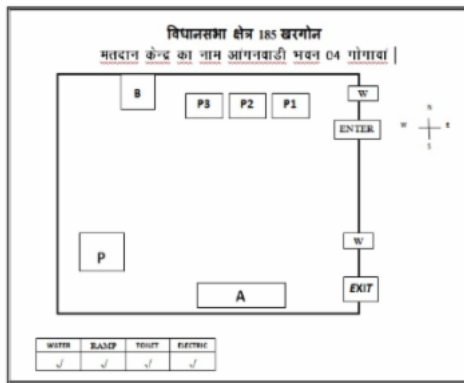 विधानसभा क्षेत्र 185 खरगोन
मतदान केन्द्र का नाम आंगनवाडी भवन 04 गोगावां
B
P3 P2 P1
W
ENTER
N
W E
S
P
W
A
EXIT
WATER RAMP TOILET ELECTRIC
√ √ √ √